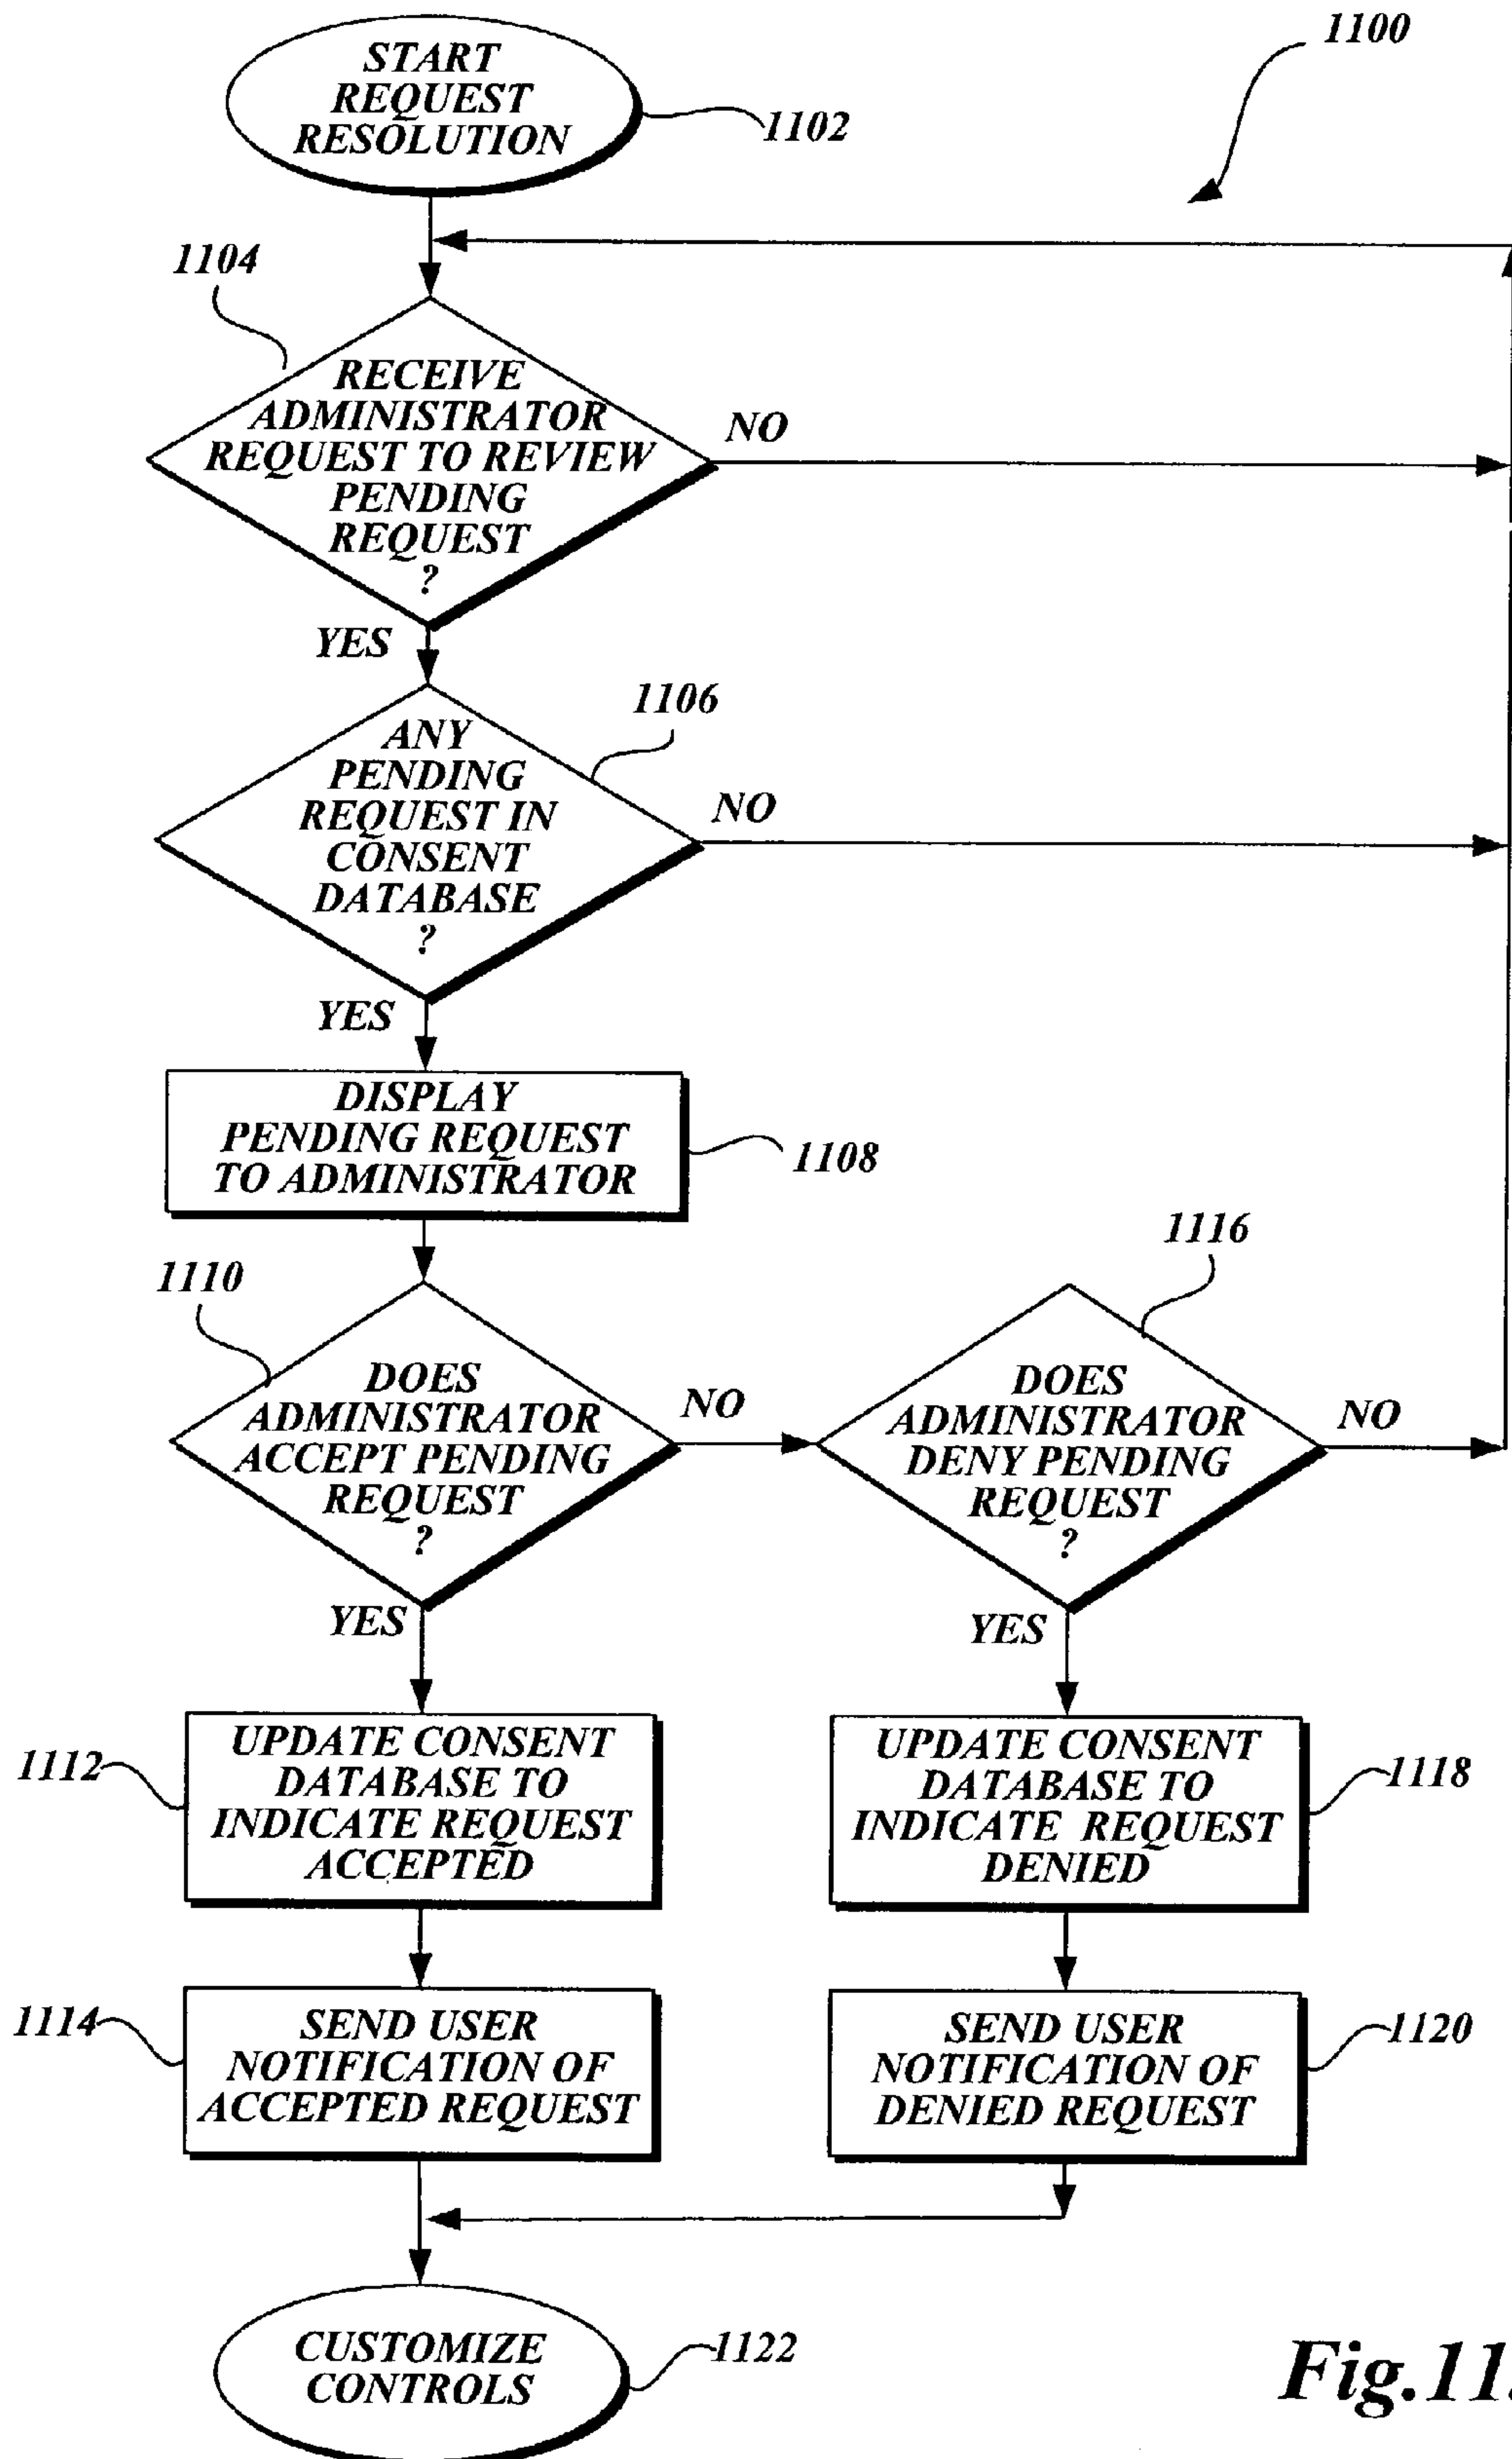 START
REQUEST
RESOLUTION
1102
1100
1104
RECEIVE
ADMINISTRATOR
REQUEST TO REVIEW
PENDING
REQUEST
?
NO
YES
1106
ANY
PENDING
REQUEST IN
CONSENT
DATABASE
?
NO
YES
DISPLAY
PENDING REQUEST
TO ADMINISTRATOR
1108
1110
DOES
ADMINISTRATOR
ACCEPT PENDING
REQUEST
?
NO
YES
1116
DOES
ADMINISTRATOR
DENY PENDING
REQUEST
?
NO
YES
1112
UPDATE CONSENT
DATABASE TO
INDICATE REQUEST
ACCEPTED
UPDATE CONSENT
DATABASE TO
INDICATE REQUEST
DENIED
1118
1114
SEND USER
NOTIFICATION OF
ACCEPTED REQUEST
SEND USER
NOTIFICATION OF
DENIED REQUEST
1120
CUSTOMIZE
CONTROLS
1122
Fig.11.